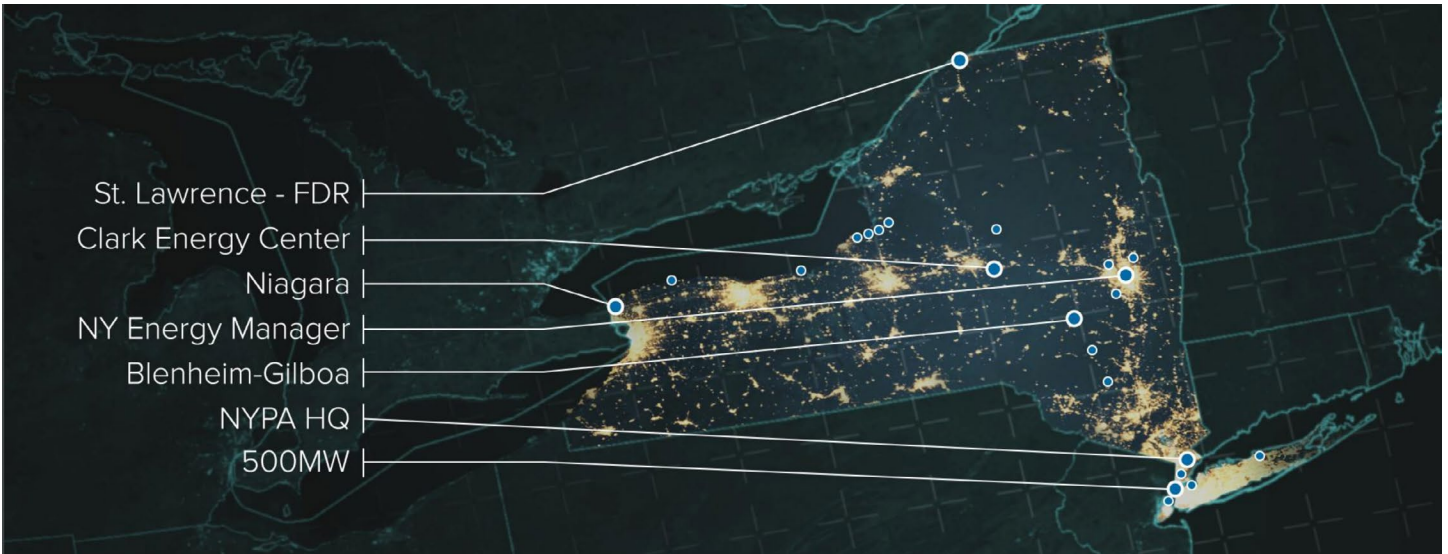 St. Lawrence - FDR
Clark Energy Center
Niagara
NY Energy Manager
Blenheim-Gilboa
NYPA HQ
500MW